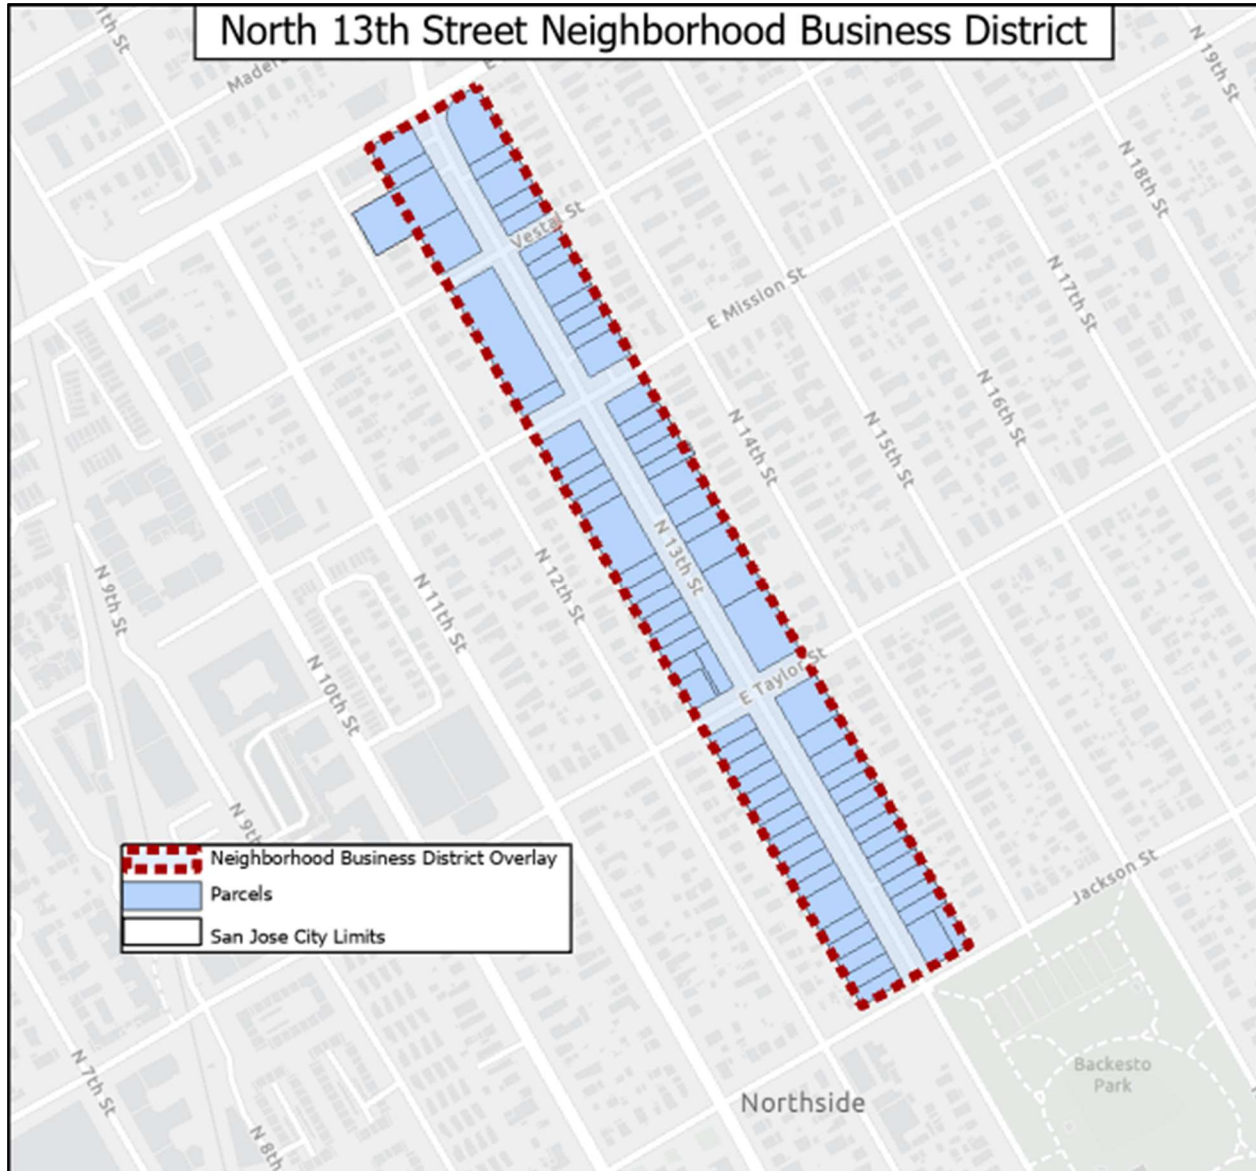 North 13th Street Neighborhood Business District
N 19th St
N 18th St
Vestal St
E Mission St
N 17th St
N 16th St
N 14th St
N 15th St
N 13th St
N 12th St
N 11th St
N 9th St
N 10th St
E Taylor St
Jackson St
Neighborhood Business District Overlay
Parcels
San Jose City Limits
N 7th St
N 8th
Northside
Backesto
Park